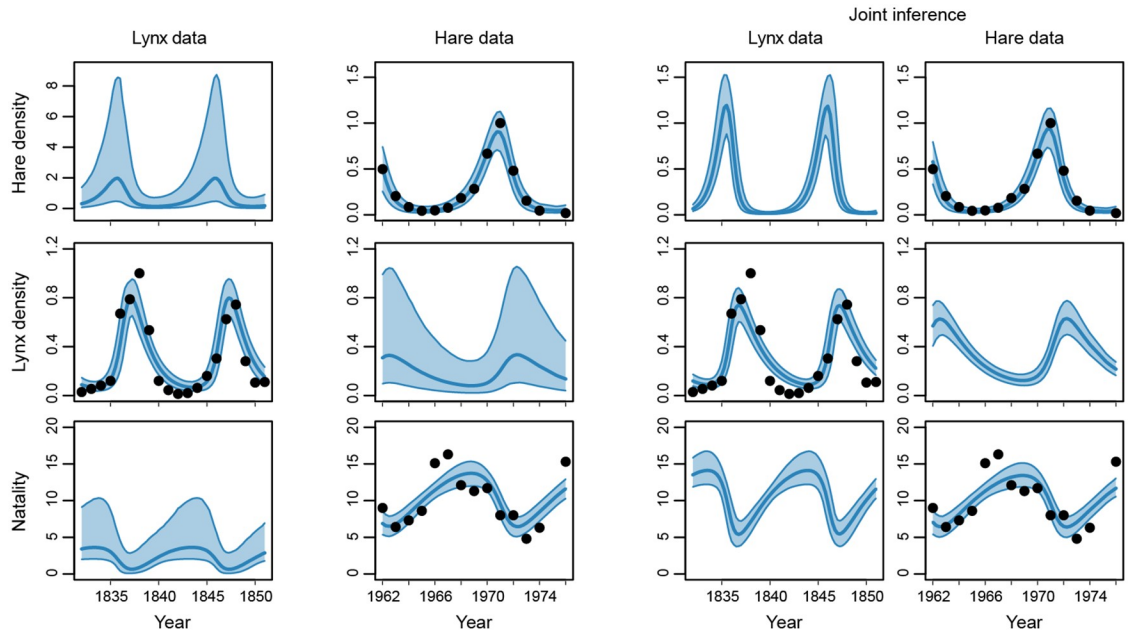 Joint inference
Lynx data Hare data Lynx data Hare data
Hare density
0 2 4 6 8
0.0 0.5 1.0 1.5
0.0 0.5 1.0 1.5
0.0 0.5 1.0 1.5
Lynx density
0.0 0.4 0.8 1.2
0.0 0.4 0.8 1.2
0.0 0.4 0.8 1.2
0.0 0.4 0.8 1.2
Natality
0 5 10 15 20
0 5 10 15 20
0 5 10 15 20
0 5 10 15 20
1835 1840 1845 1850 1962 1966 1970 1974 1835 1840 1845 1850 1962 1966 1970 1974
Year Year Year Year